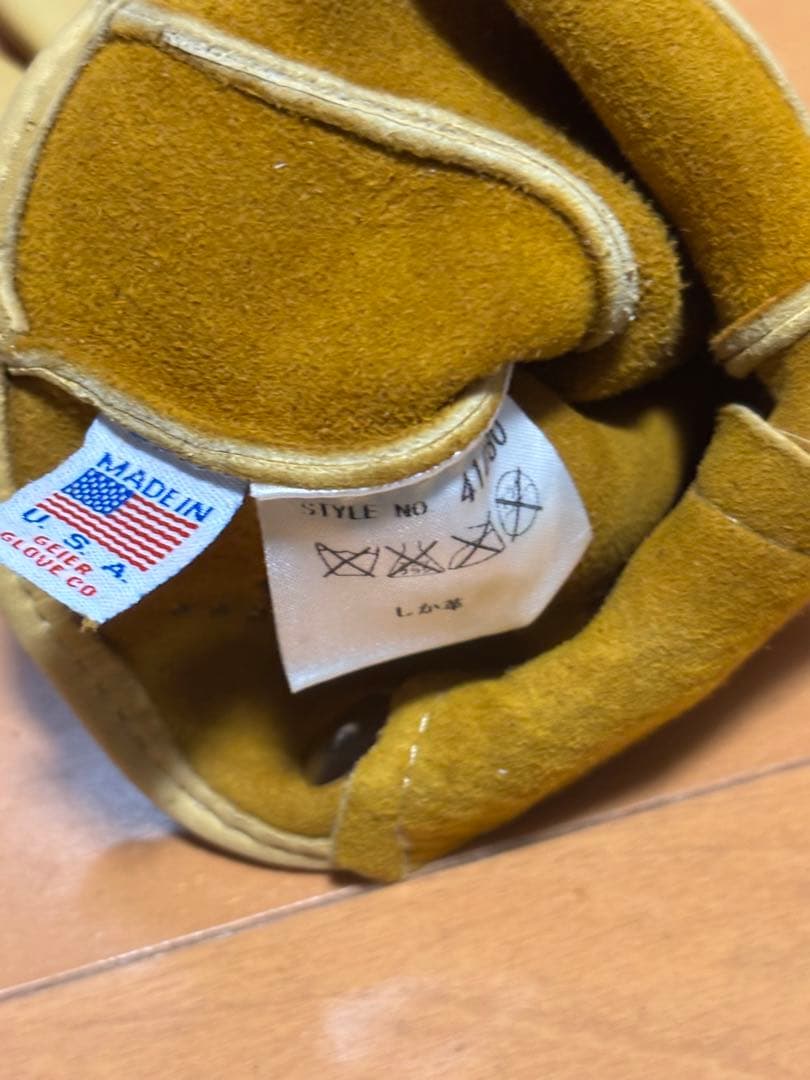 MADE IN
U. S. A.
GEIER
GLOVE CO
STYLE NO
しか革